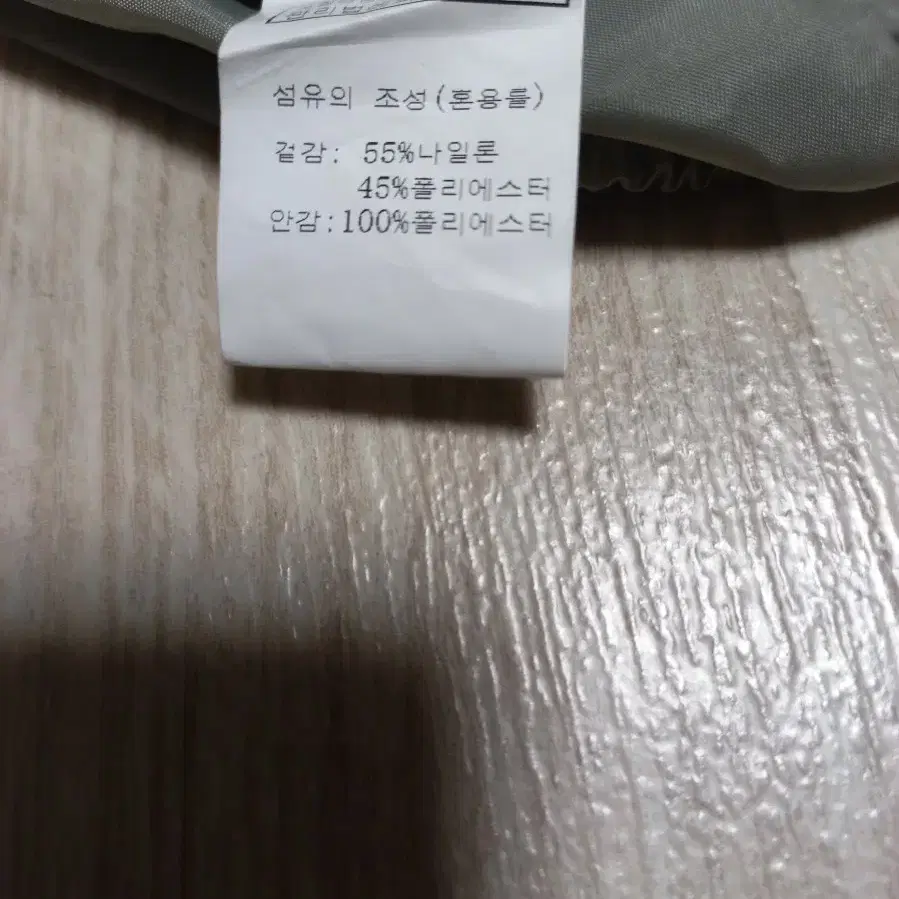 섬유의 조성(혼용률)
겉감: 55%나일론
45%폴리에스터
안감:100%폴리에스터